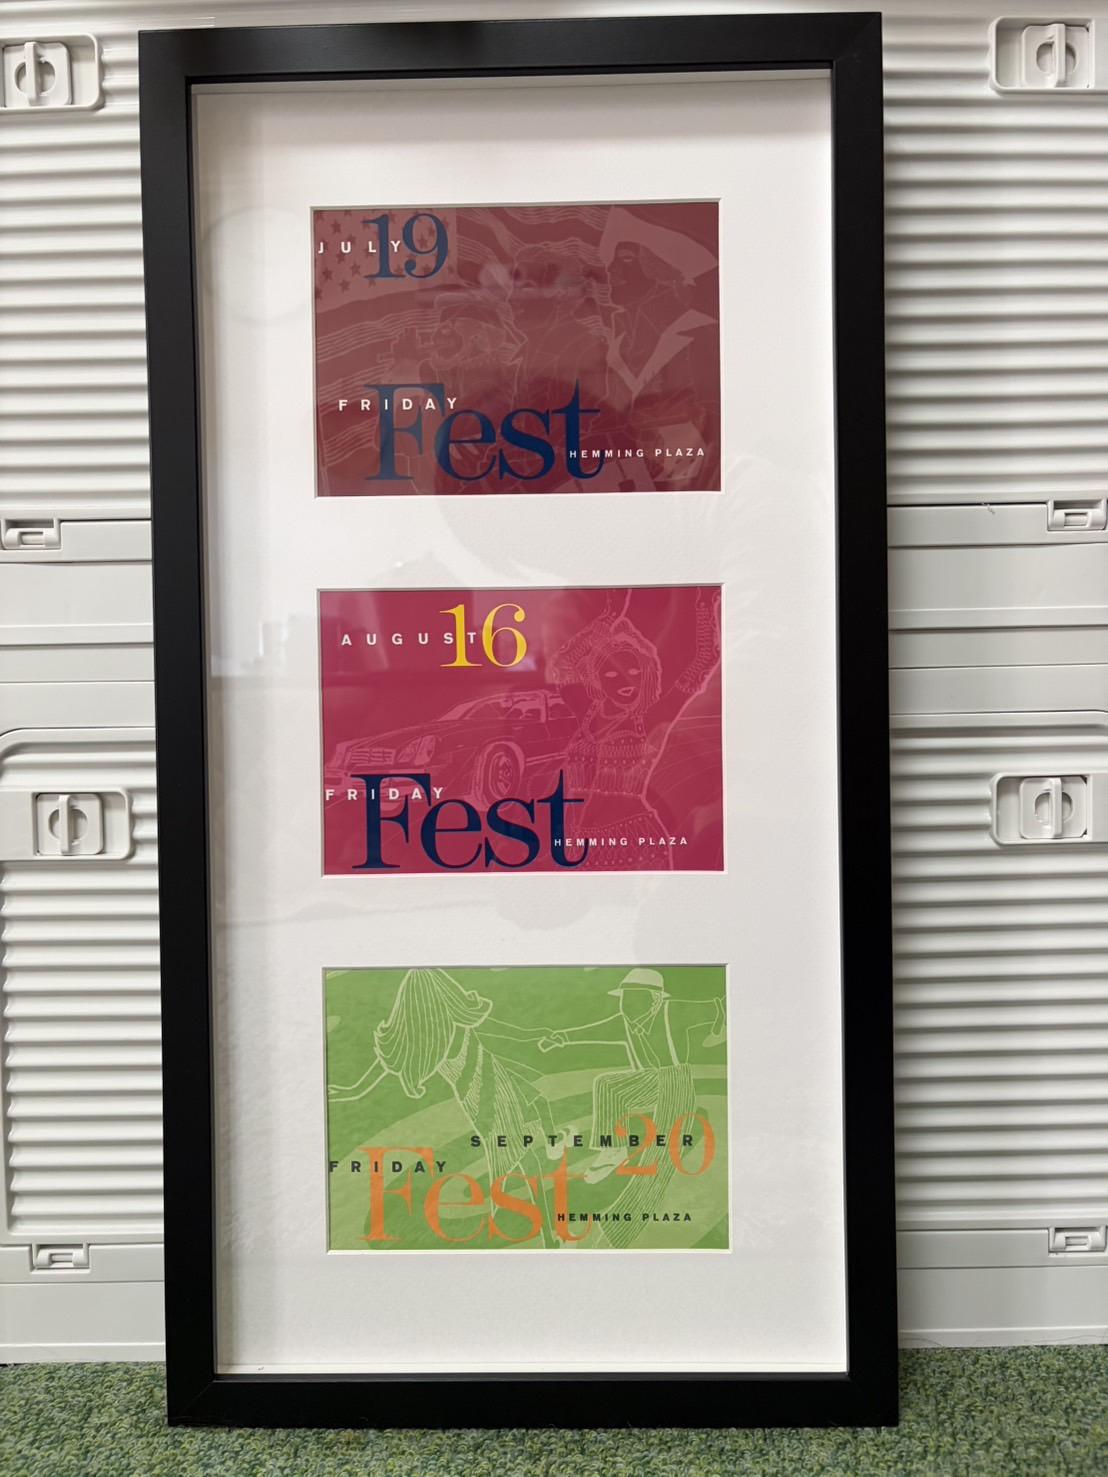 JULY 19
FRIDAY
Fest
HEMMING PLAZA
AUGUST 16
FRIDAY
Fest
HEMMING PLAZA
SEPTEMBER 20
FRIDAY
Fest
HEMMING PLAZA